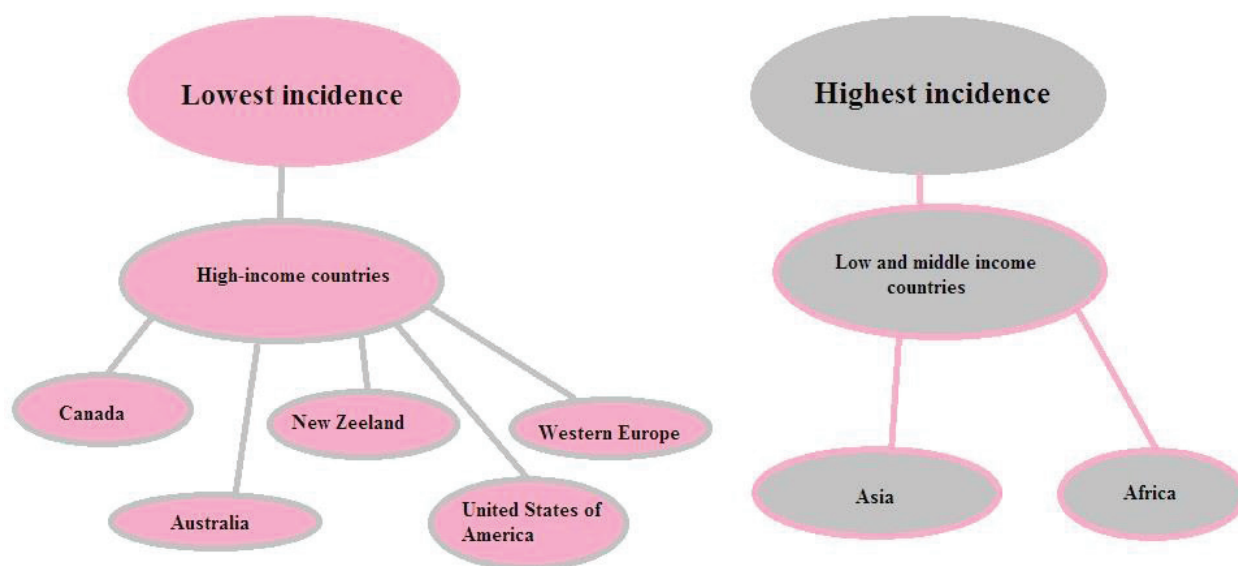 Lowest incidence
High-income countries
Canada
New Zeeland
Western Europe
Australia
United States of
America
Highest incidence
Low and middle income
countries
Asia
Africa